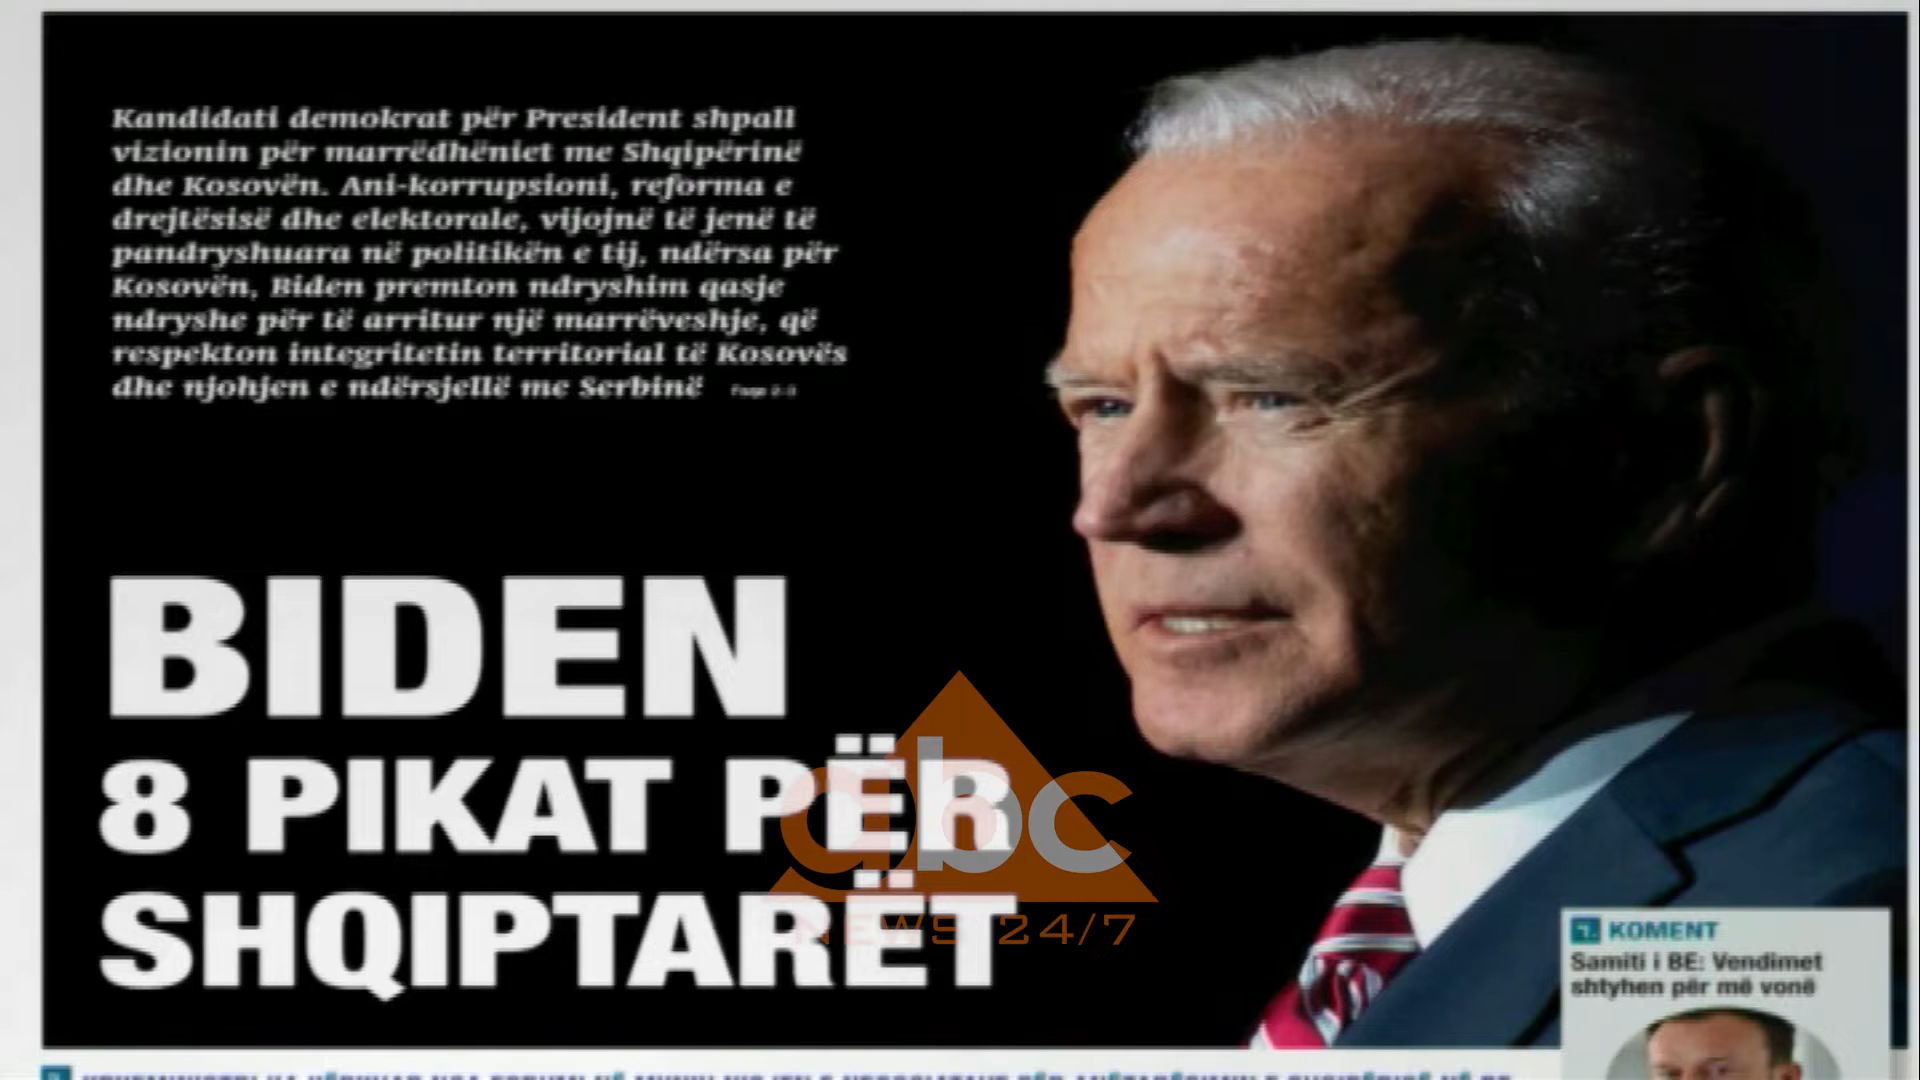 Kandidati demokrat për President shpall
vizionin për marrëdhëniet me Shqipërinë
dhe Kosovën. Ani-korrupsioni, reforma e
drejtësisë dhe elektorale, vijojnë të jenë të
pandryshuara në politikën e tij, ndërsa për
Kosovën, Biden premton ndryshim qasje
ndryshe për të arritur një marrëveshje, që
respekton integritetin territorial të Kosovës
dhe njohjen e ndërsjellë me Serbinë Faqe 2-3
BIDEN
8 PIKAT PËR
SHQIPTARËT
abc
NEWS 24/7
KOMENT
Samiti i BE: Vendimet
shtyhen për më vonë